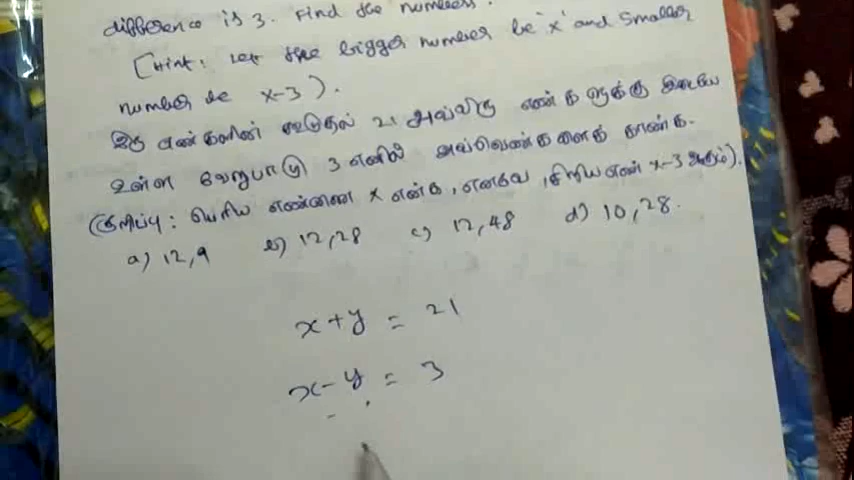 difference is 3. Find the numbers.
[Hint: Let the bigger number be 'x' and smaller
number be x-3).
இரு எண்களின் கூடுதல் 21 அவ்விரு எண்களுக்கு இடையே
உள்ள வேறுபாடு 3 எனில் அவ்வெண்களைக் காண்க.
(குறிப்பு: பெரிய எண்ணை x என்க, எனவே, சிறிய எண் x-3 ஆகும்).
a) 12,9 b) 12,28 c) 12,48 d) 10,28.
x+y = 21
x-y = 3